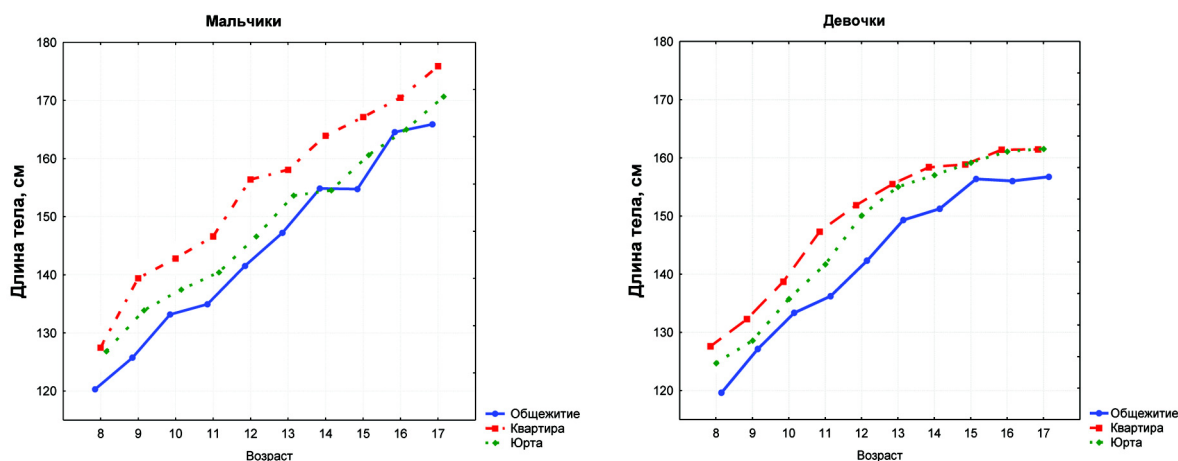 Мальчики
Длина тела, см
180
170
160
150
140
130
120
8 9 10 11 12 13 14 15 16 17
Возраст
Общежитие
Квартира
Юрта
Девочки
Длина тела, см
180
170
160
150
140
130
120
8 9 10 11 12 13 14 15 16 17
Возраст
Общежитие
Квартира
Юрта